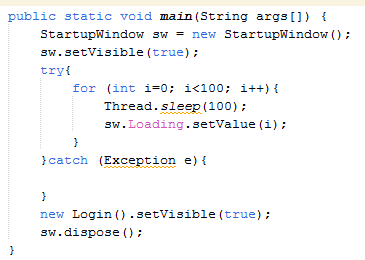 public static void main(String args[]) {
StartupWindow sw = new StartupWindow();
sw.setVisible(true);
try{
for (int i=0; i<100; i++){
Thread.sleep(100);
sw.Loading.setValue(i);
}
}catch (Exception e){
}
new Login().setVisible(true);
sw.dispose();
}